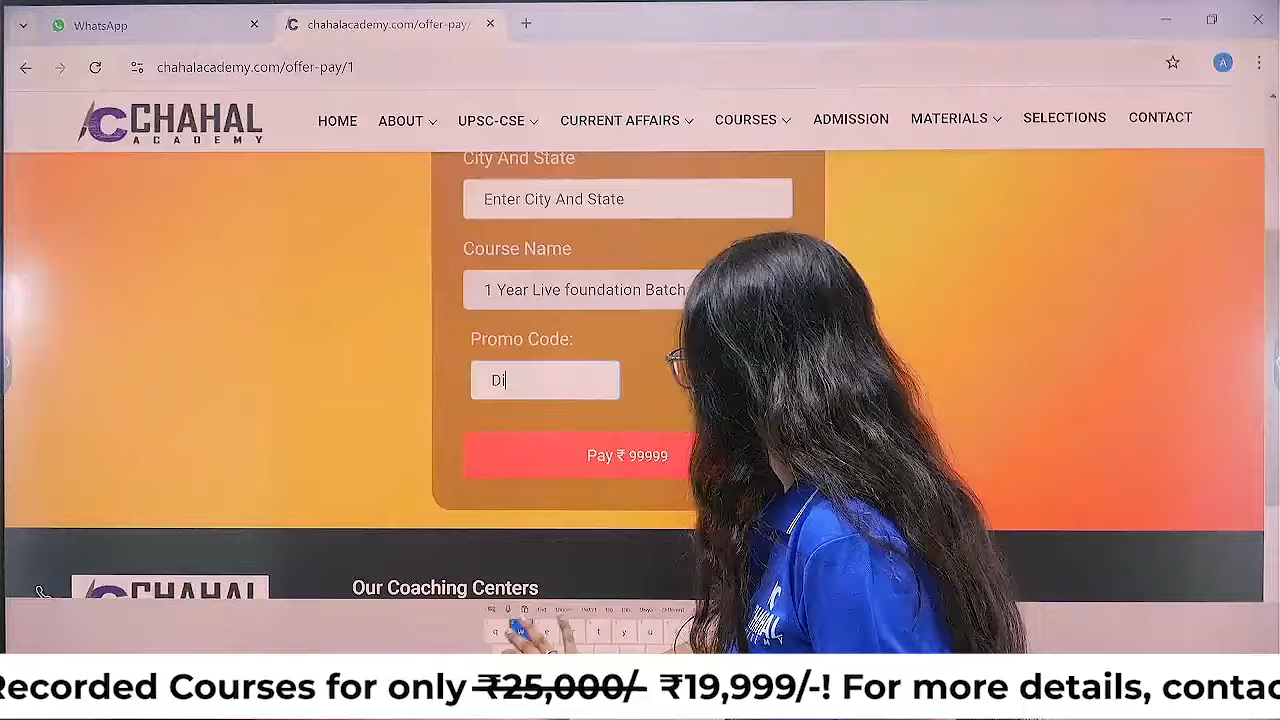 WhatsApp
chahalacademy.com/offer-pay/
chahalacademy.com/offer-pay/1
A
CHAHAL
ACADEMY
HOME ABOUT UPSC-CSE CURRENT AFFAIRS COURSES ADMISSION MATERIALS SELECTIONS CONTACT
City And State
Enter City And State
Course Name
1 Year Live foundation Batch
Promo Code:
Di
Pay ₹ 99999
CHAHAL
Our Coaching Centers
q w e t y u
Recorded Courses for only ₹25,000/- ₹19,999/-! For more details, contac